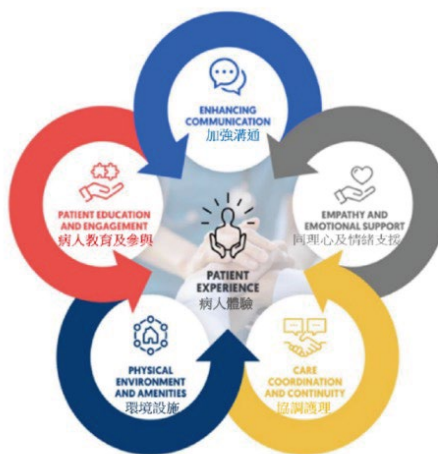 ENHANCING
COMMUNICATION
加強溝通
PATIENT EDUCATION
AND ENGAGEMENT
病人教育及參與
EMPATHY AND
EMOTIONAL SUPPORT
同理心及情緒支援
PATIENT
EXPERIENCE
病人體驗
PHYSICAL
ENVIRONMENT
AND AMENITIES
環境設施
CARE
COORDINATION
AND CONTINUITY
協調護理